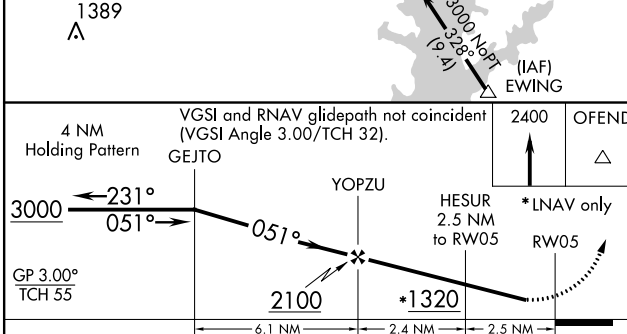 1389
3000 NoPT
328°
(9.4)
(IAF)
EWING
VGSI and RNAV glidepath not coincident
(VGSI Angle 3.00/TCH 32).
2400
OFEND
4 NM
Holding Pattern
GEJTO
YOPZU
HESUR
2.5 NM
to RW05
*LNAV only
RW05
231°
3000
051°
051°
GP 3.00°
TCH 55
2100
*1320
6.1 NM
2.4 NM
2.5 NM